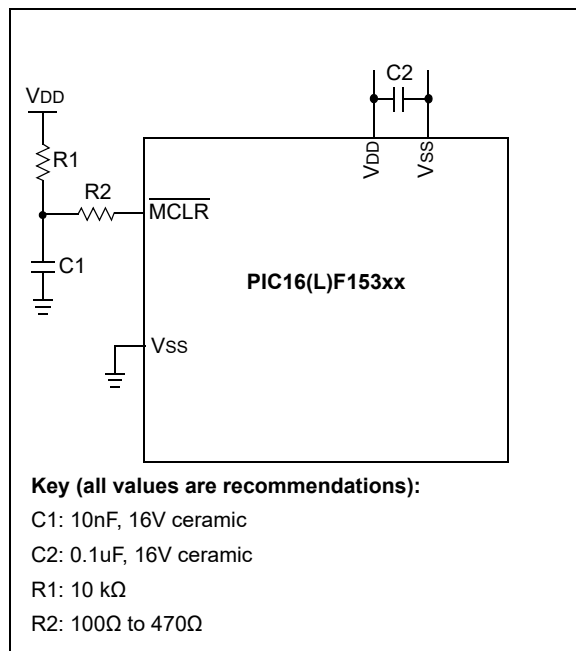 C2
VDD
R1
R2
MCLR
VDD
VSS
C1
PIC16(L)F153xx
VSS
Key (all values are recommendations):
C1: 10nF, 16V ceramic
C2: 0.1uF, 16V ceramic
R1: 10 kΩ
R2: 100Ω to 470Ω